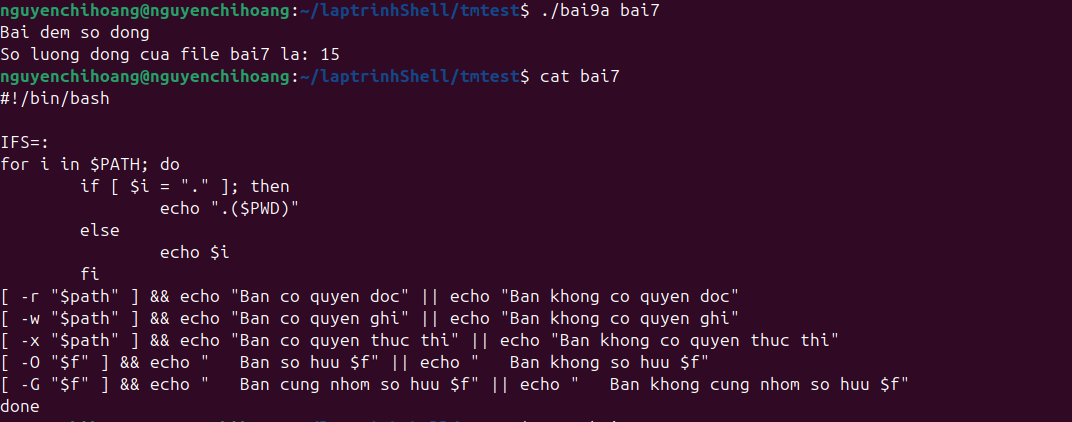 nguyenchihoang@nguyenchihoang:~/laptrinhShell/tmtest$ ./bai9a bai7
Bai dem so dong
So luong dong cua file bai7 la: 15
nguyenchihoang@nguyenchihoang:~/laptrinhShell/tmtest$ cat bai7
#!/bin/bash

IFS=:
for i in $PATH; do
        if [ $i = "." ]; then
                echo ".($PWD)"
        else
                echo $i
        fi
[ -r "$path" ] && echo "Ban co quyen doc" || echo "Ban khong co quyen doc"
[ -w "$path" ] && echo "Ban co quyen ghi" || echo "Ban khong co quyen ghi"
[ -x "$path" ] && echo "Ban co quyen thuc thi" || echo "Ban khong co quyen thuc thi"
[ -O "$f" ] && echo "   Ban so huu $f" || echo "   Ban khong so huu $f"
[ -G "$f" ] && echo "   Ban cung nhom so huu $f" || echo "   Ban khong cung nhom so huu $f"
done